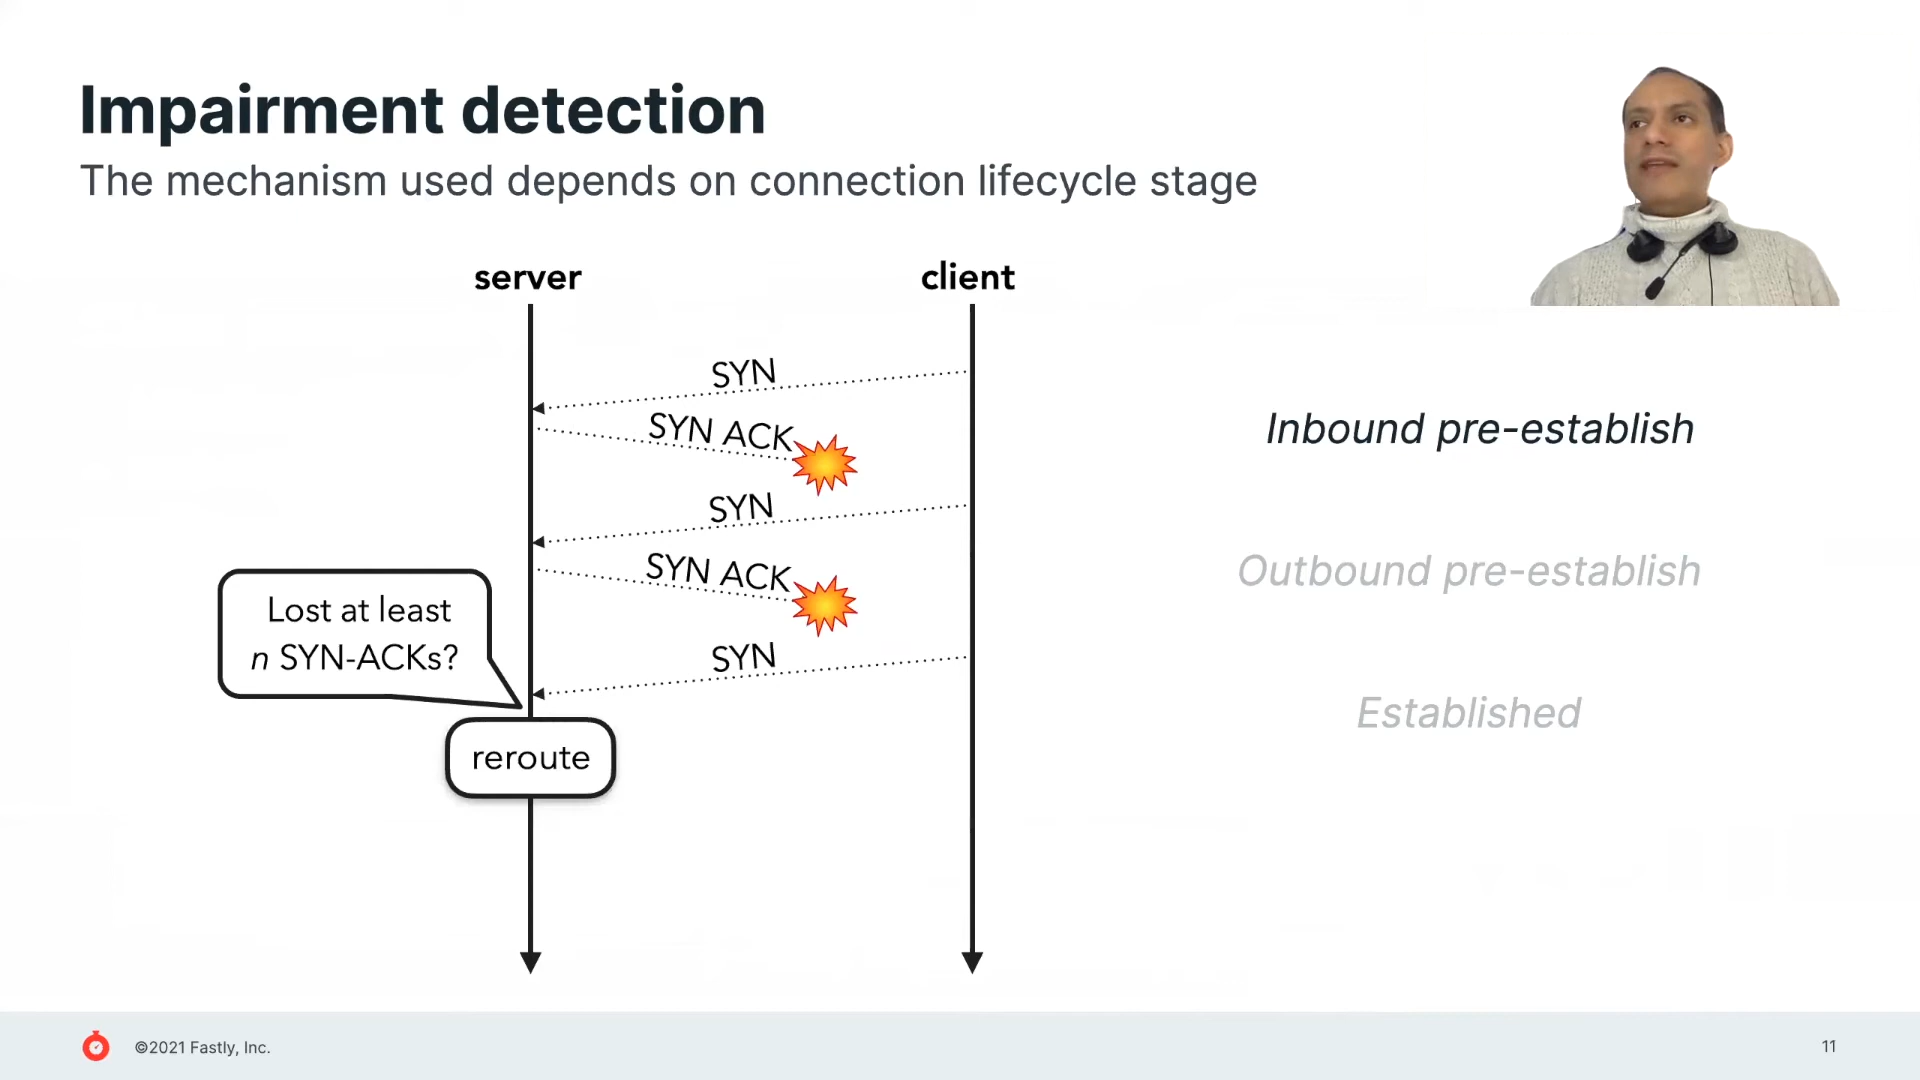 Impairment detection
The mechanism used depends on connection lifecycle stage
server
client
SYN
SYN ACK
SYN
SYN ACK
SYN
Lost at least
n SYN-ACKs?
reroute
Inbound pre-establish
Outbound pre-establish
Established
©2021 Fastly, Inc.
11